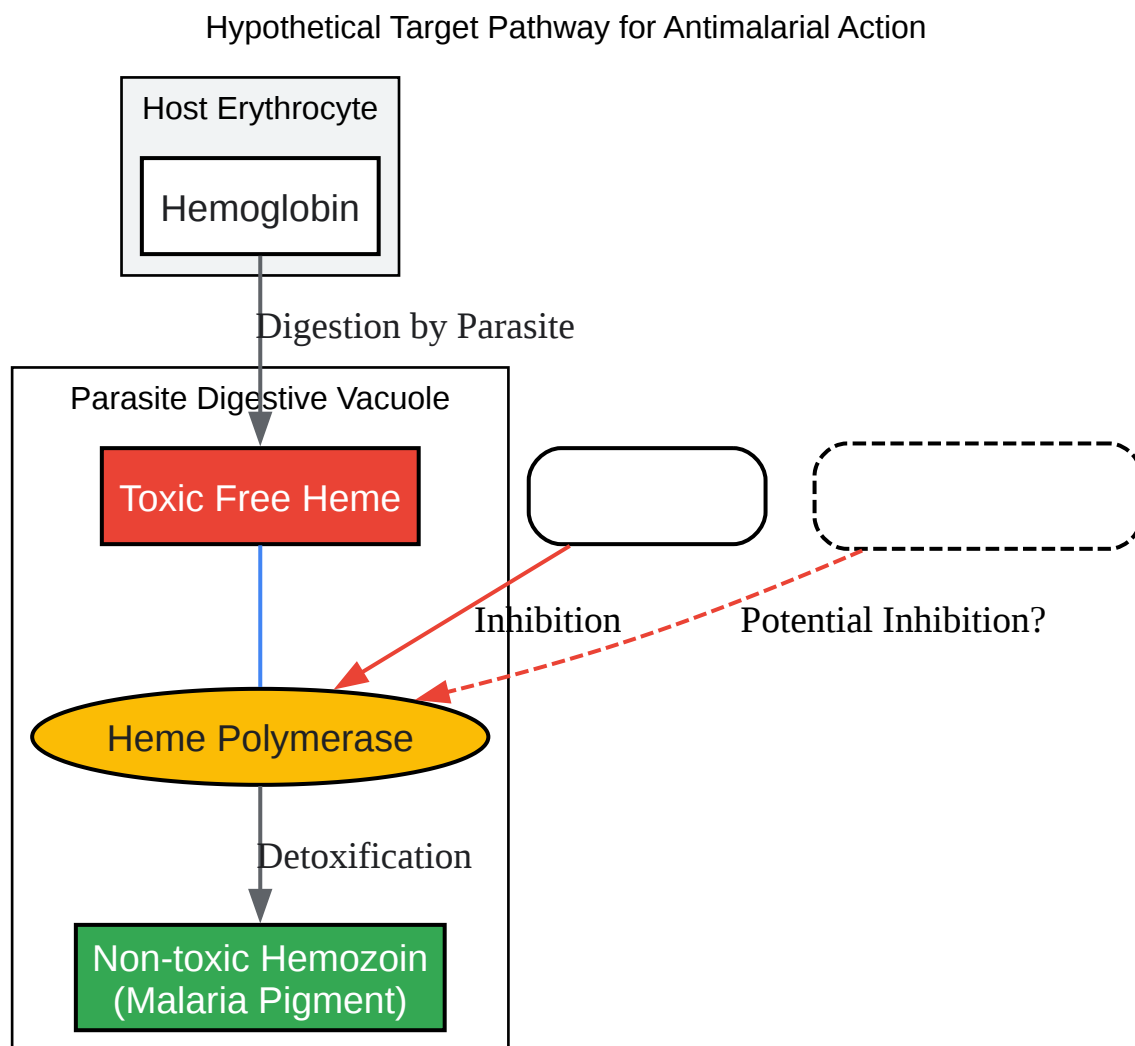 Hypothetical Target Pathway for Antimalarial Action
Host Erythrocyte
Hemoglobin
Digestion by Parasite
Parasite Digestive Vacuole
Toxic Free Heme
Inhibition
Potential Inhibition?
Heme Polymerase
Detoxification
Non-toxic Hemozoin
(Malaria Pigment)